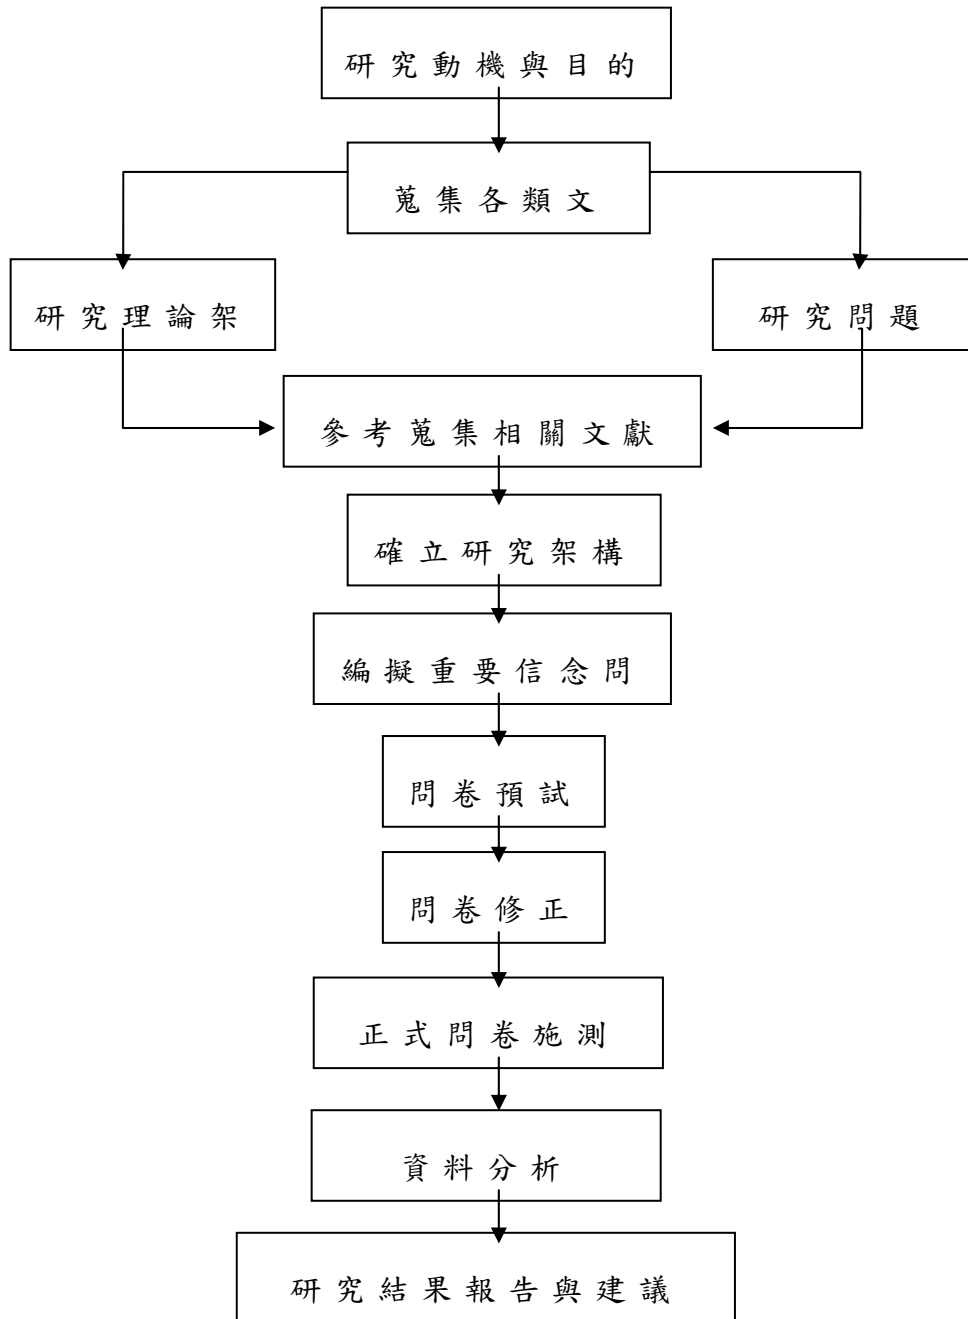 研究動機與目的
蒐集各類文
研究理論架
研究問題
參考蒐集相關文獻
確立研究架構
編擬重要信念問
問卷預試
問卷修正
正式問卷施測
資料分析
研究結果報告與建議